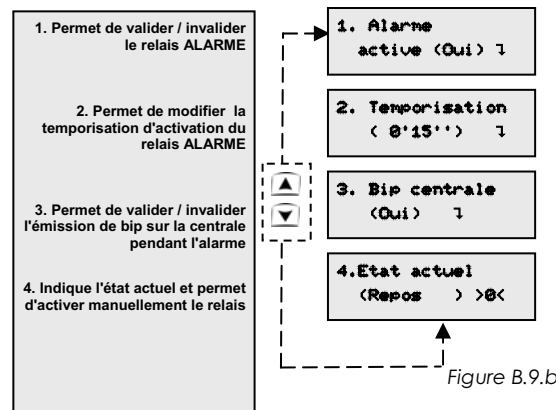 1. Permet de valider / invalider
le relais ALARME
2. Permet de modifier la
temporisation d'activation du
relais ALARME
3. Permet de valider / invalider
l'émission de bip sur la centrale
pendant l'alarme
4. Indique l'état actuel et permet
d'activer manuellement le relais
1. Alarme
active (Oui) ↴
2. Temporisation
( 0'15'') ↴
3. Bip centrale
(Oui) ↴
4.Etat actuel
(Repos ) >0<
Figure B.9.b